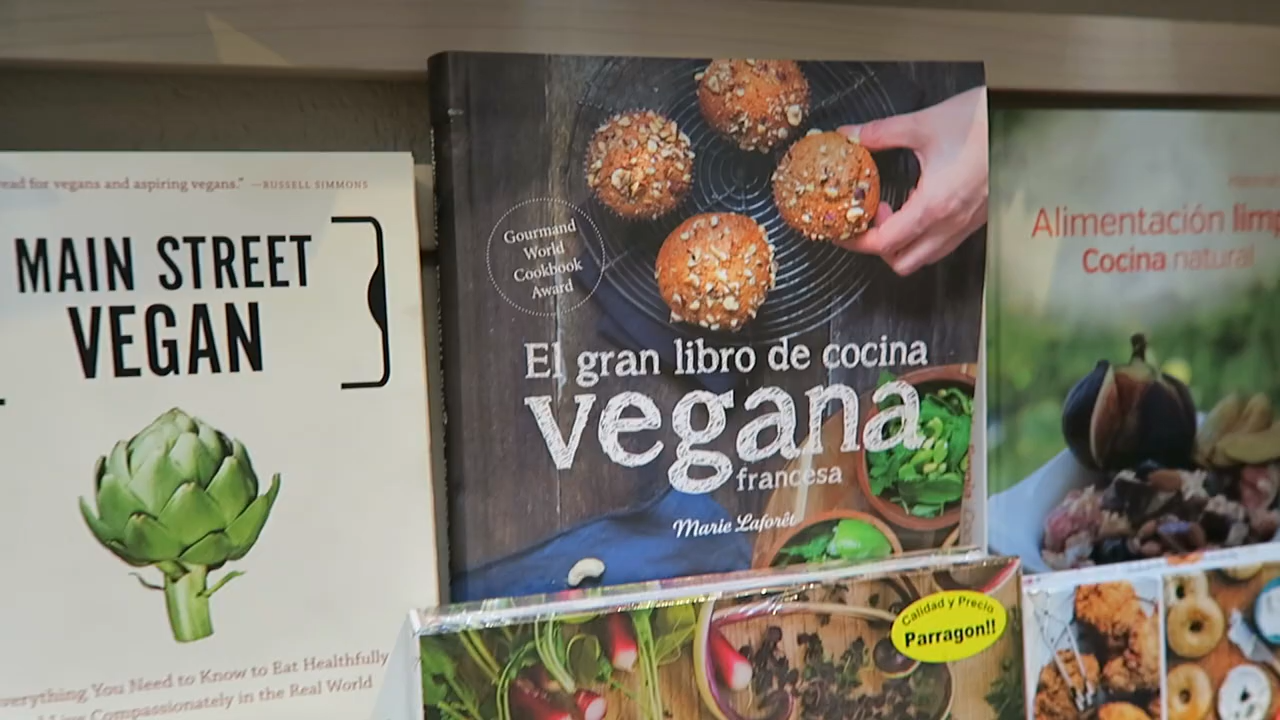 ead for vegans and aspiring vegans." —RUSSELL SIMMONS
MAIN STREET
VEGAN
verything You Need to Know to Eat Healthfully
Compassionately in the Real World
Gourmand
World
Cookbook
Award
El gran libro de cocina
vegana
francesa
Marie Laforêt
Alimentación limp
Cocina natural
Calidad y Precio
Parragon!!